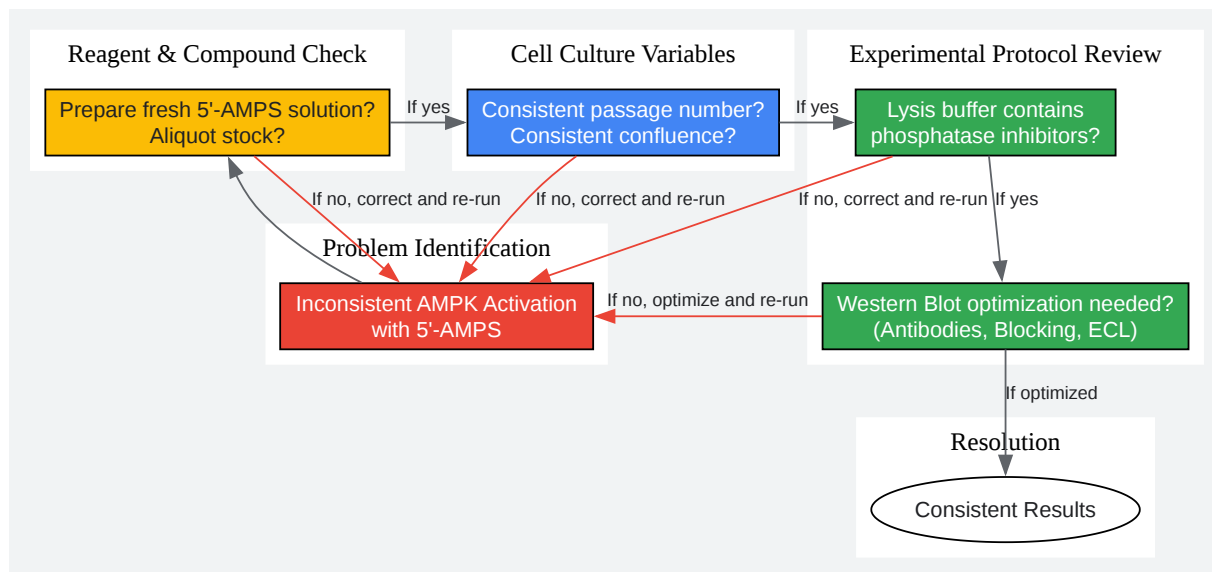 Reagent & Compound Check
Cell Culture Variables
Experimental Protocol Review
Prepare fresh 5'-AMPS solution?
Aliquot stock?
If yes
Consistent passage number?
Consistent confluence?
If yes
Lysis buffer contains
phosphatase inhibitors?
If no, correct and re-run
If no, correct and re-run
If no, correct and re-run
If yes
Problem Identification
Inconsistent AMPK Activation
with 5'-AMPS
If no, optimize and re-run
Western Blot optimization needed?
(Antibodies, Blocking, ECL)
If optimized
Resolution
Consistent Results